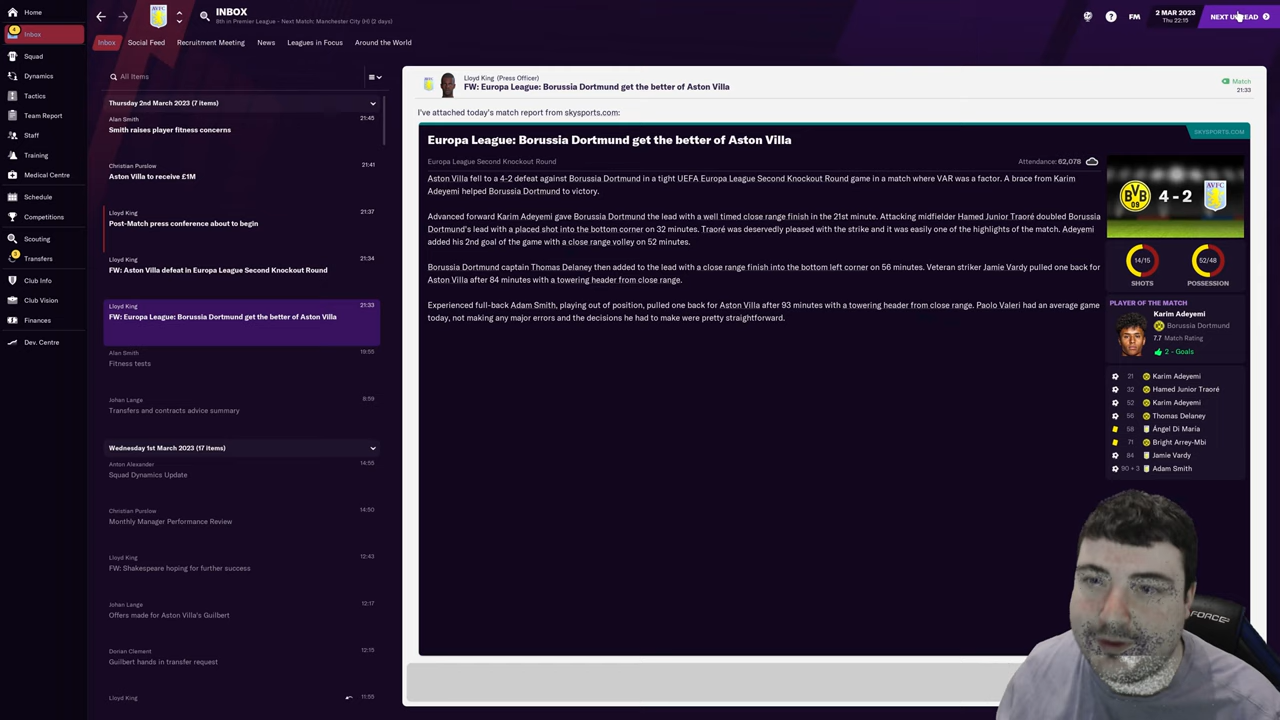 Home
INBOX
8th in Premier League - Next Match: Manchester City (H) (2 days)
FM
2 MAR 2023
Thu 22:15
NEXT UNREAD
Inbox
Squad
Dynamics
Tactics
Team Report
Staff
Training
Medical Centre
Schedule
Competitions
Scouting
Transfers
Club Info
Club Vision
Finances
Dev. Centre
Inbox
Social Feed
Recruitment Meeting
News
Leagues in Focus
Around the World
All Items
Thursday 2nd March 2023 (7 items)
Alan Smith 21:45
Smith raises player fitness concerns
Christian Purslow 21:41
Aston Villa to receive £1M
Lloyd King 21:37
Post-Match press conference about to begin
Lloyd King 21:34
FW: Aston Villa defeat in Europa League Second Knockout Round
Lloyd King 21:33
FW: Europa League: Borussia Dortmund get the better of Aston Villa
Alan Smith 19:55
Fitness tests
Johan Lange 8:59
Transfers and contracts advice summary
Wednesday 1st March 2023 (17 items)
Anton Alexander 14:55
Squad Dynamics Update
Christian Purslow 14:50
Monthly Manager Performance Review
Lloyd King 12:43
FW: Shakespeare hoping for further success
Johan Lange 12:17
Offers made for Aston Villa's Guilbert
Dorian Clement 12:15
Guilbert hands in transfer request
Lloyd King 11:55
Lloyd King (Press Officer)
FW: Europa League: Borussia Dortmund get the better of Aston Villa
Match
21:33
I've attached today's match report from skysports.com:
SKYSPORTS.COM
Europa League: Borussia Dortmund get the better of Aston Villa
Europa League Second Knockout Round
Attendance: 62,078
Aston Villa fell to a 4-2 defeat against Borussia Dortmund in a tight UEFA Europa League Second Knockout Round game in a match where VAR was a factor. A brace from Karim
Adeyemi helped Borussia Dortmund to victory.
Advanced forward Karim Adeyemi gave Borussia Dortmund the lead with a well timed close range finish in the 21st minute. Attacking midfielder Hamed Junior Traoré doubled Borussia
Dortmund's lead with a placed shot into the bottom corner on 32 minutes. Traoré was deservedly pleased with the strike and it was easily one of the highlights of the match. Adeyemi
added his 2nd goal of the game with a close range volley on 52 minutes.
Borussia Dortmund captain Thomas Delaney then added to the lead with a close range finish into the bottom left corner on 56 minutes. Veteran striker Jamie Vardy pulled one back for
Aston Villa after 84 minutes with a towering header from close range.
Experienced full-back Adam Smith, playing out of position, pulled one back for Aston Villa after 93 minutes with a towering header from close range. Paolo Valeri had an average game
today, not making any major errors and the decisions he had to make were pretty straightforward.
BVB 09 4 - 2 AVFC
14/15 52/48
SHOTS POSSESSION
PLAYER OF THE MATCH
Karim Adeyemi
Borussia Dortmund
7.7 Match Rating
2 - Goals
21 Karim Adeyemi
32 Hamed Junior Traoré
52 Karim Adeyemi
56 Thomas Delaney
58 Ángel Di María
71 Bright Arrey-Mbi
84 Jamie Vardy
90 + 3 Adam Smith
FORCE